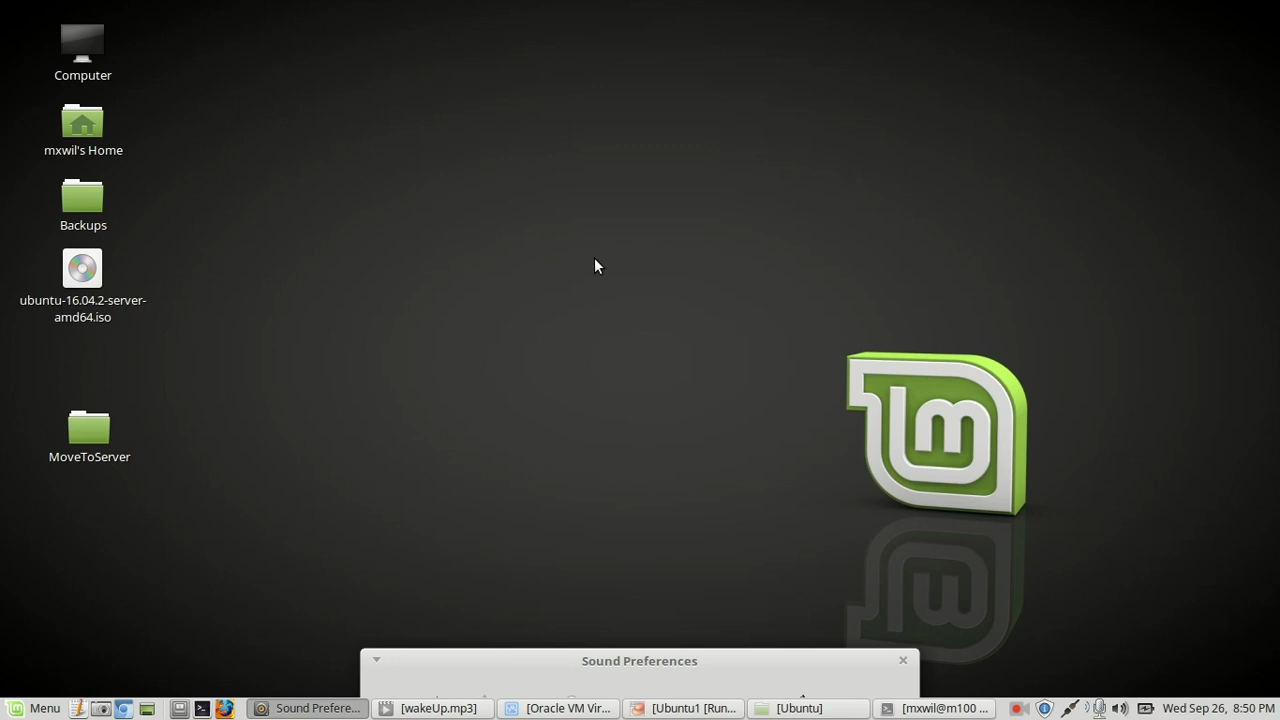 Computer
mxwil's Home
Backups
ubuntu-16.04.2-server-
amd64.iso
MoveToServer
lm
Sound Preferences
Menu
Sound Prefere...
[wakeUp.mp3]
[Oracle VM Vir...
[Ubuntu1 [Run...
[Ubuntu]
[mxwil@m100 ...
Wed Sep 26, 8:50 PM